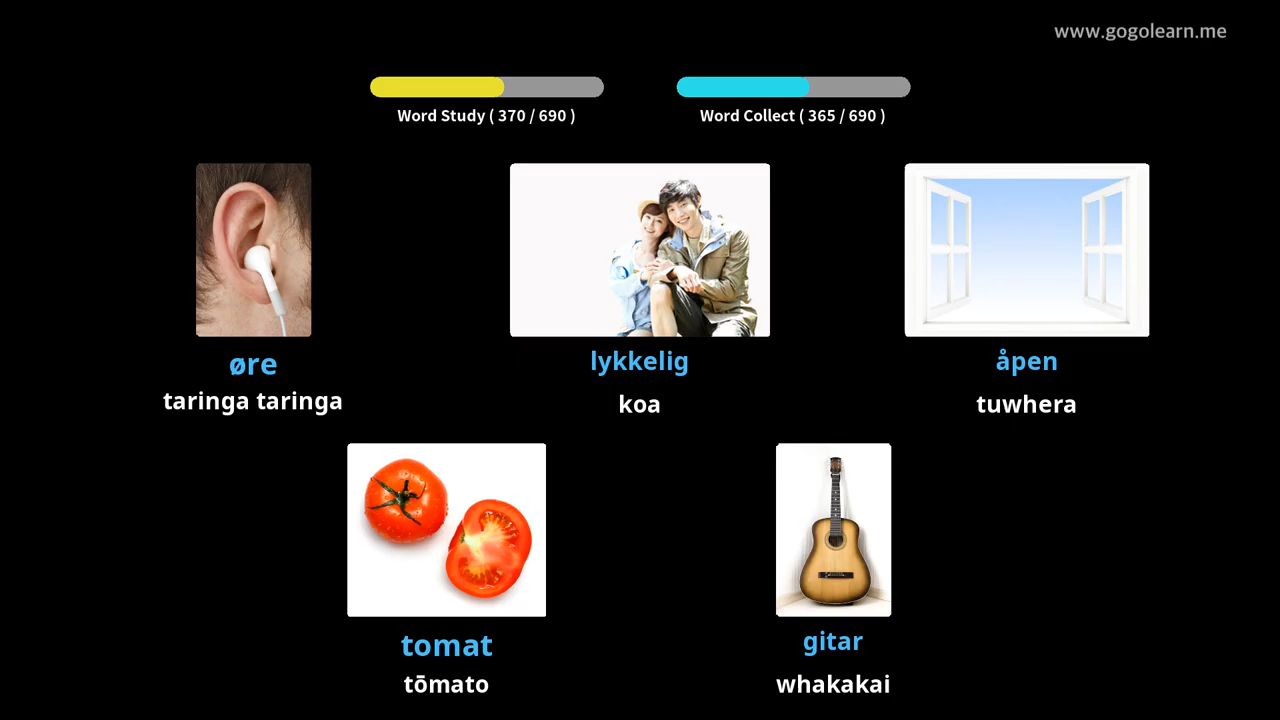 www.gogolearn.me
Word Study ( 370 / 690 )
Word Collect ( 365 / 690 )
øre
taringa taringa
lykkelig
koa
åpen
tuwhera
tomat
tōmato
gitar
whakakai